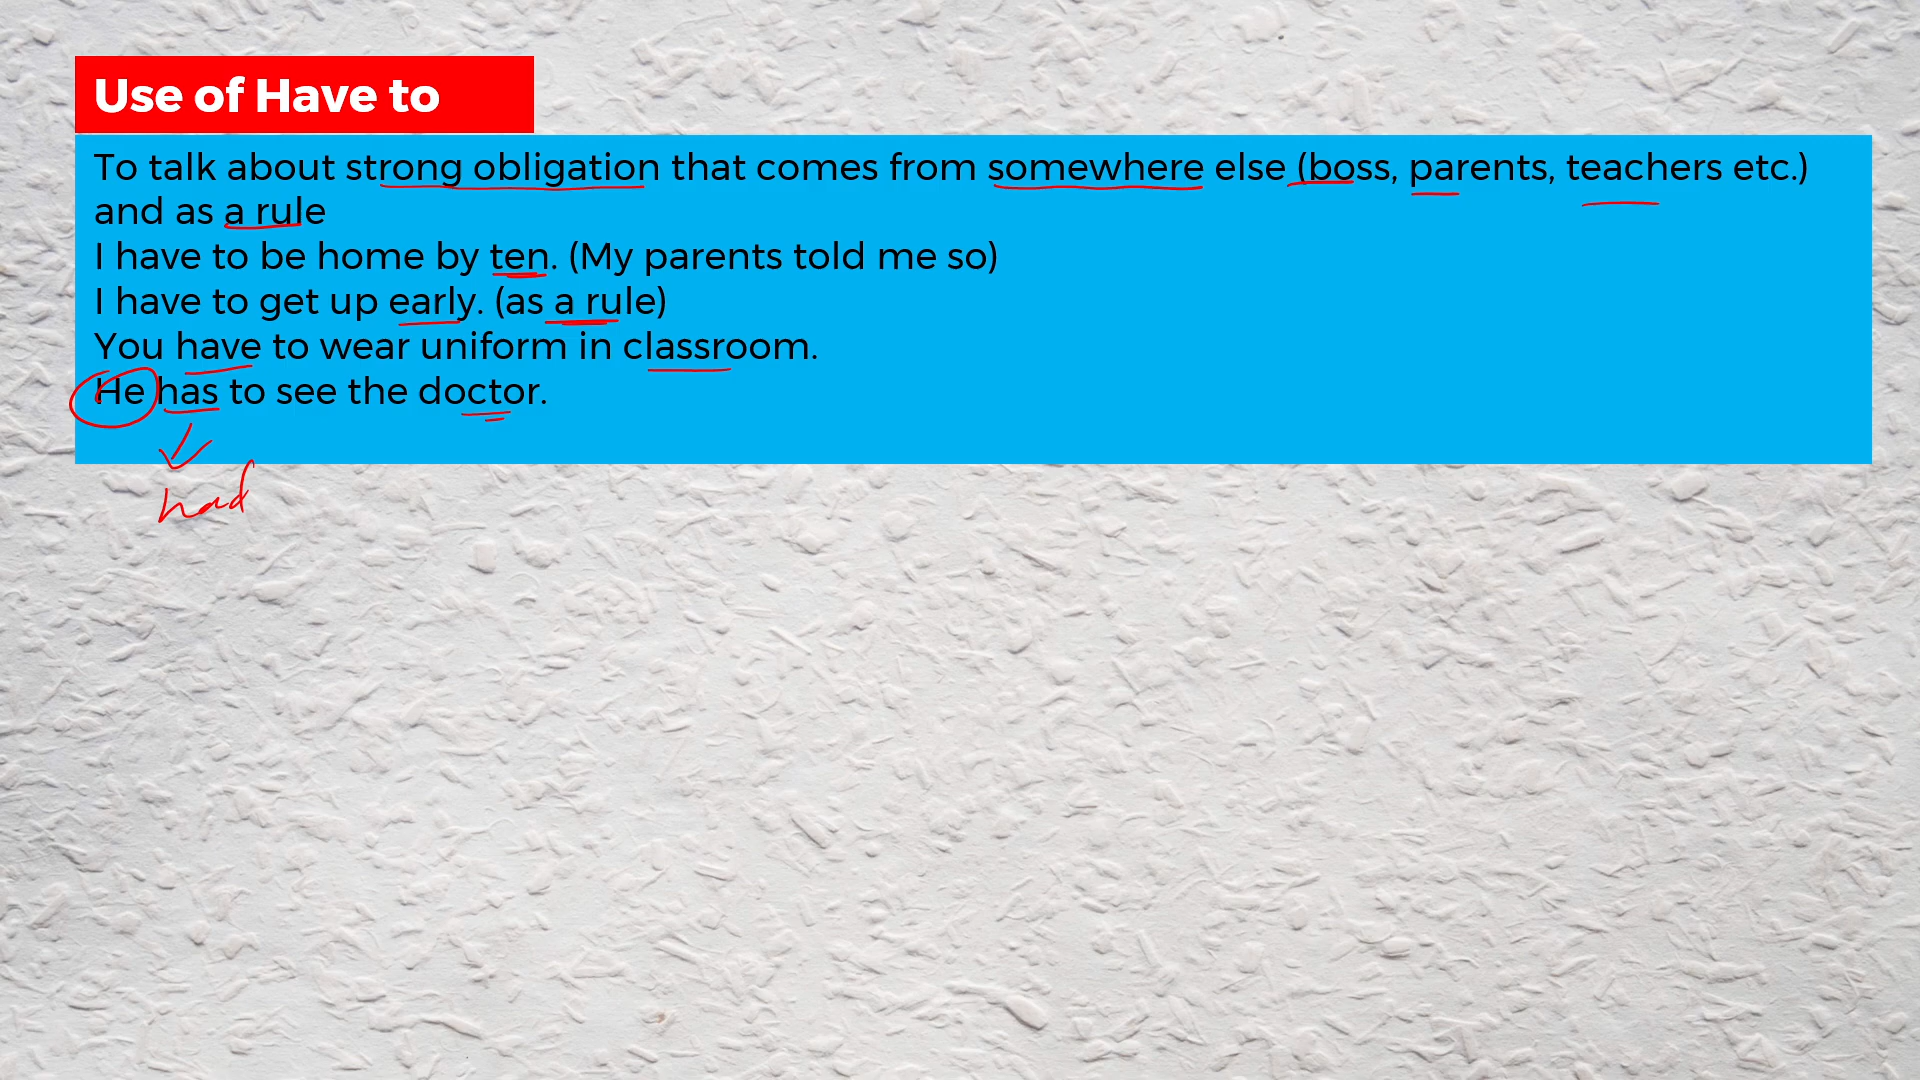 Use of Have to
To talk about strong obligation that comes from somewhere else (boss, parents, teachers etc.)
and as a rule
I have to be home by ten. (My parents told me so)
I have to get up early. (as a rule)
You have to wear uniform in classroom.
He has to see the doctor.
had